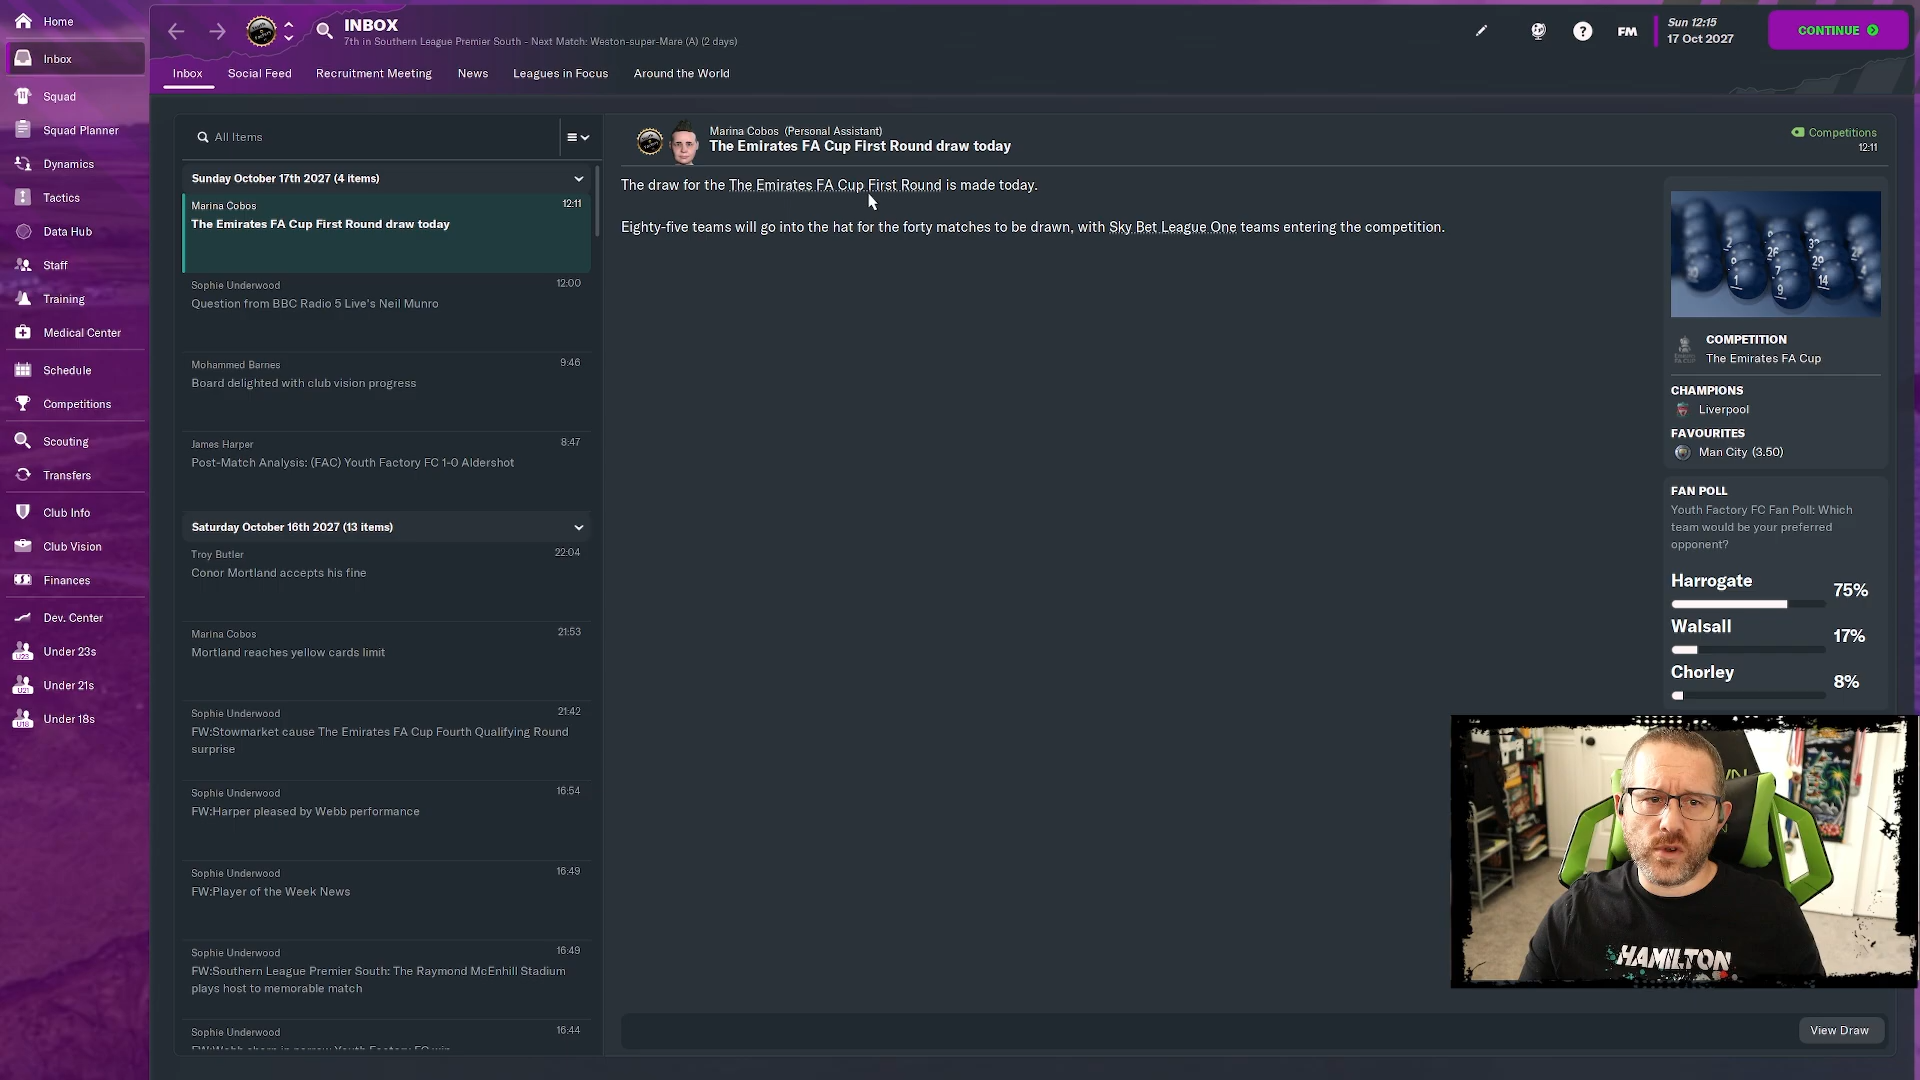 Home
Inbox
Squad
Squad Planner
Dynamics
Tactics
Data Hub
Staff
Training
Medical Center
Schedule
Competitions
Scouting
Transfers
Club Info
Club Vision
Finances
Dev. Center
Under 23s
Under 21s
Under 18s
INBOX
7th in Southern League Premier South - Next Match: Weston-super-Mare (A) (2 days)
FM
Sun 12:15
17 Oct 2027
CONTINUE
Inbox Social Feed Recruitment Meeting News Leagues in Focus Around the World
All Items
Sunday October 17th 2027 (4 items)
Marina Cobos 12:11
The Emirates FA Cup First Round draw today
Sophie Underwood 12:00
Question from BBC Radio 5 Live's Neil Munro
Mohammed Barnes 9:46
Board delighted with club vision progress
James Harper 8:47
Post-Match Analysis: (FAC) Youth Factory FC 1-0 Aldershot
Saturday October 16th 2027 (13 items)
Troy Butler 22:04
Conor Mortland accepts his fine
Marina Cobos 21:53
Mortland reaches yellow cards limit
Sophie Underwood 21:42
FW:Stowmarket cause The Emirates FA Cup Fourth Qualifying Round
surprise
Sophie Underwood 16:54
FW:Harper pleased by Webb performance
Sophie Underwood 16:49
FW:Player of the Week News
Sophie Underwood 16:49
FW:Southern League Premier South: The Raymond McEnhill Stadium
plays host to memorable match
Sophie Underwood 16:44
Marina Cobos (Personal Assistant)
The Emirates FA Cup First Round draw today
Competitions
12:11
The draw for the The Emirates FA Cup First Round is made today.
Eighty-five teams will go into the hat for the forty matches to be drawn, with Sky Bet League One teams entering the competition.
COMPETITION
The Emirates FA Cup
CHAMPIONS
Liverpool
FAVOURITES
Man City (3.50)
FAN POLL
Youth Factory FC Fan Poll: Which
team would be your preferred
opponent?
Harrogate 75%
Walsall 17%
Chorley 8%
HAMILTON
View Draw